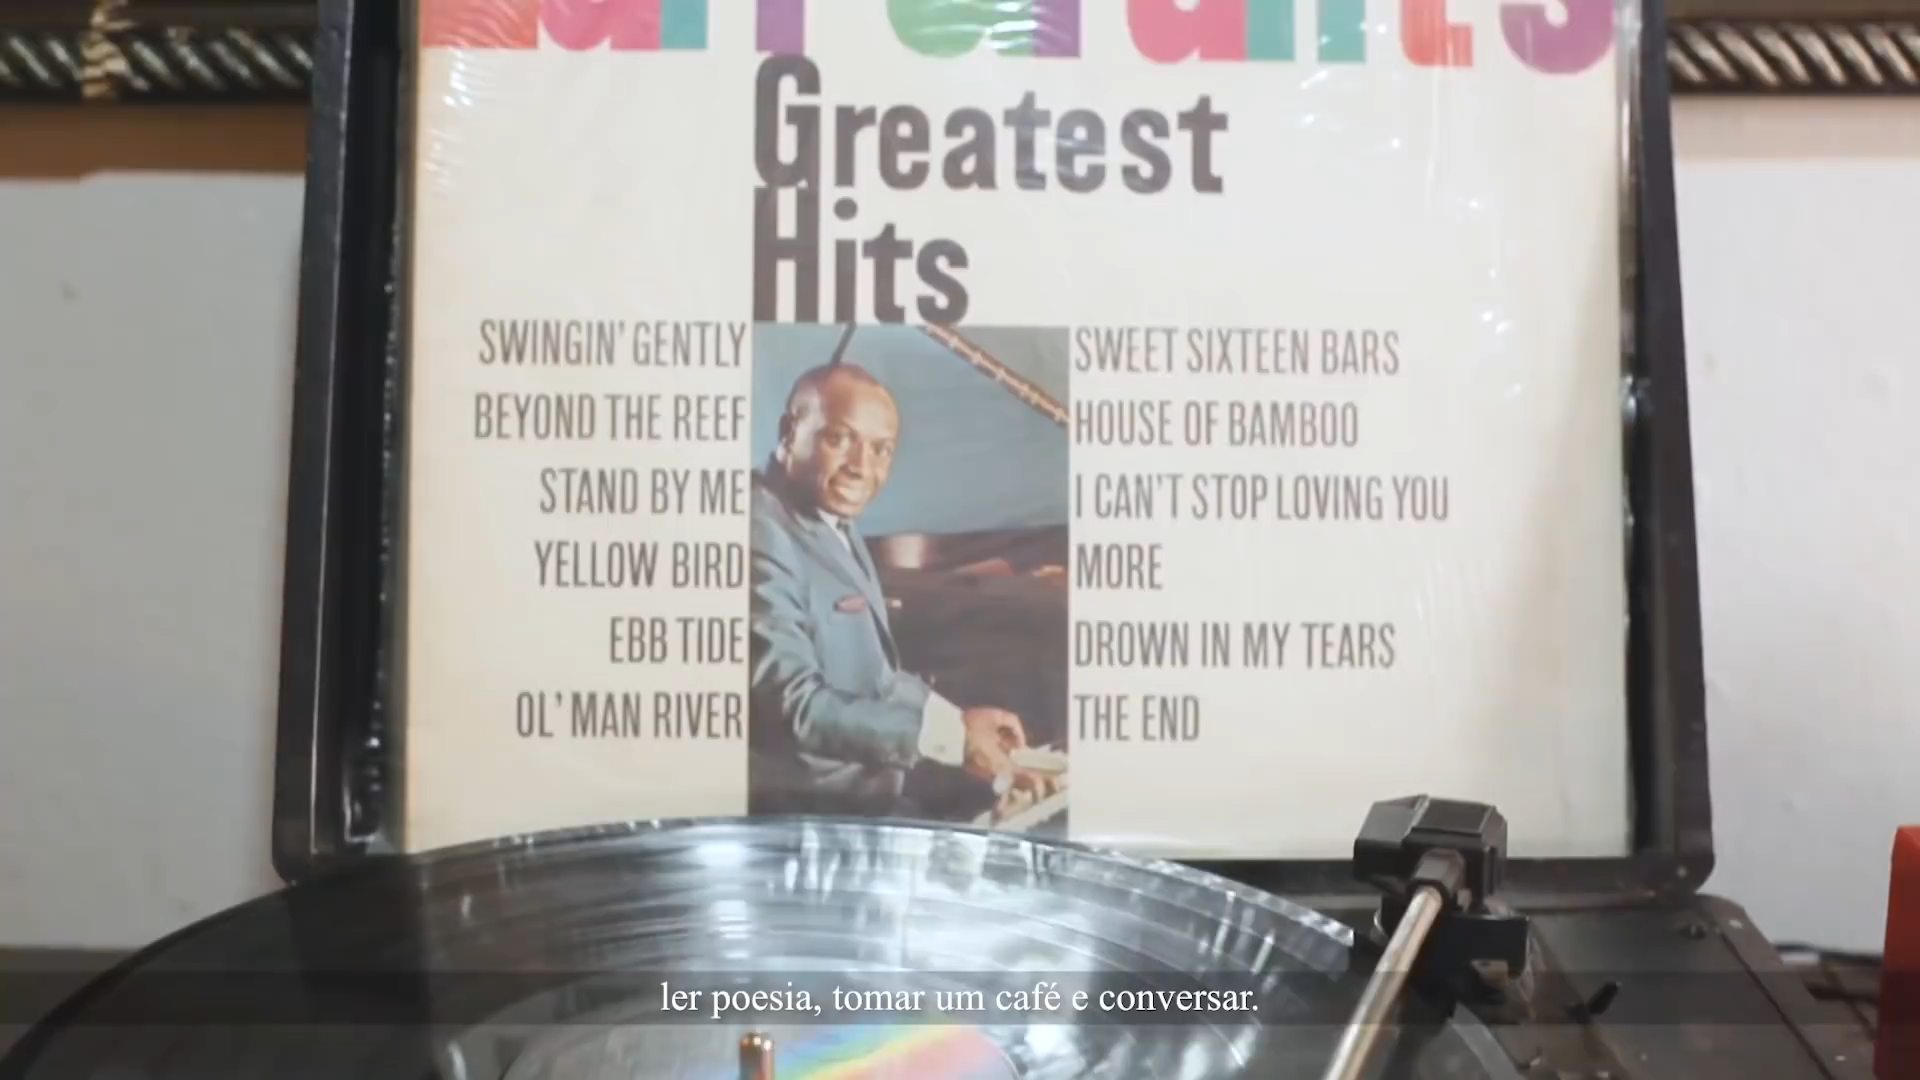 Greatest
Hits
SWINGIN' GENTLY
BEYOND THE REEF
STAND BY ME
YELLOW BIRD
EBB TIDE
OL' MAN RIVER
SWEET SIXTEEN BARS
HOUSE OF BAMBOO
I CAN'T STOP LOVING YOU
MORE
DROWN IN MY TEARS
THE END
ler poesia, tomar um café e conversar.